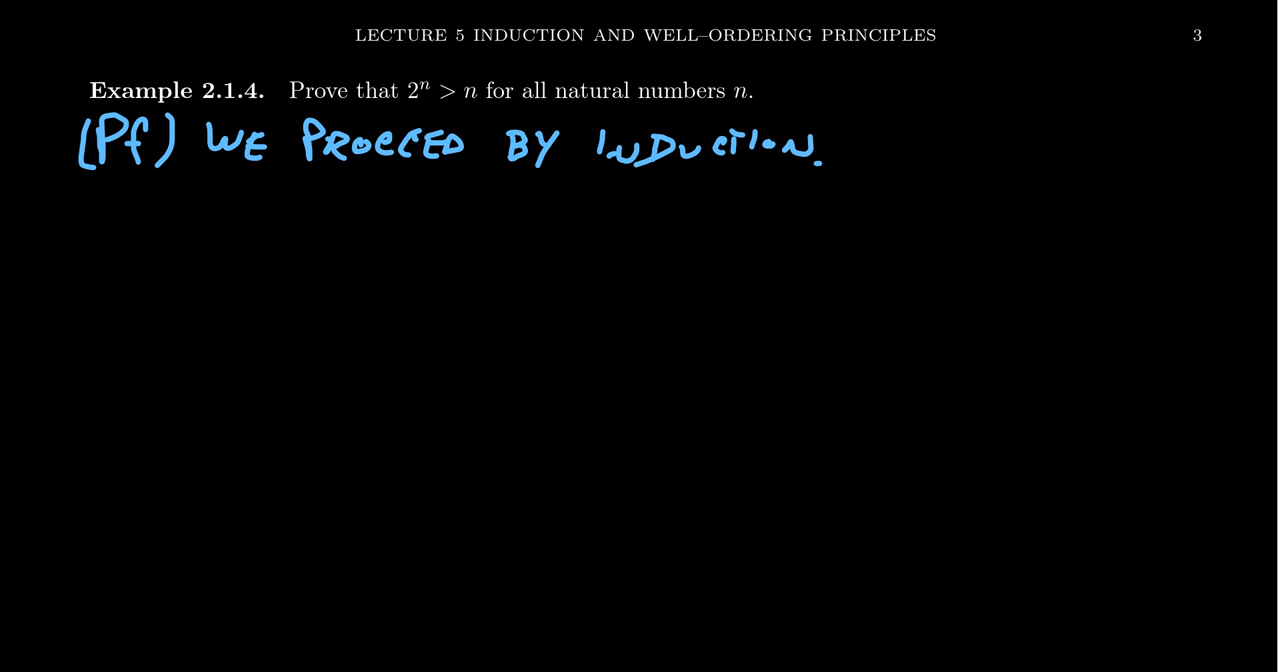 LECTURE 5 INDUCTION AND WELL–ORDERING PRINCIPLES 3
Example 2.1.4. Prove that 2ⁿ > n for all natural numbers n.
(Pf) WE PROCEED BY INDUCTION.